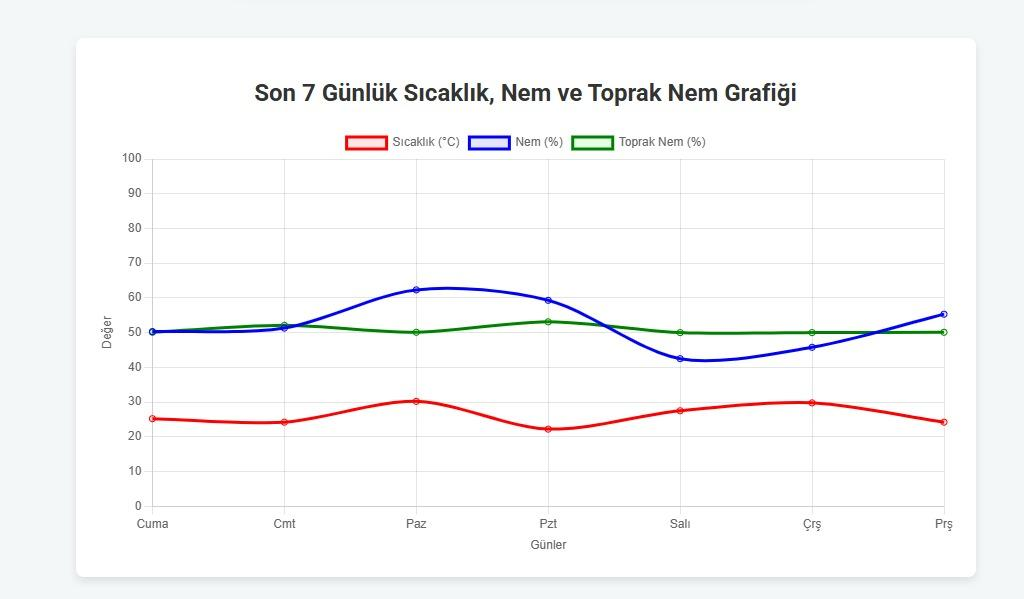 Son 7 Günlük Sıcaklık, Nem ve Toprak Nem Grafiği
Sıcaklık (°C) Nem (%) Toprak Nem (%)
100
90
80
70
60
50
40
30
20
10
0
Değer
Cuma Cmt Paz Pzt Salı Çrş Prş
Günler